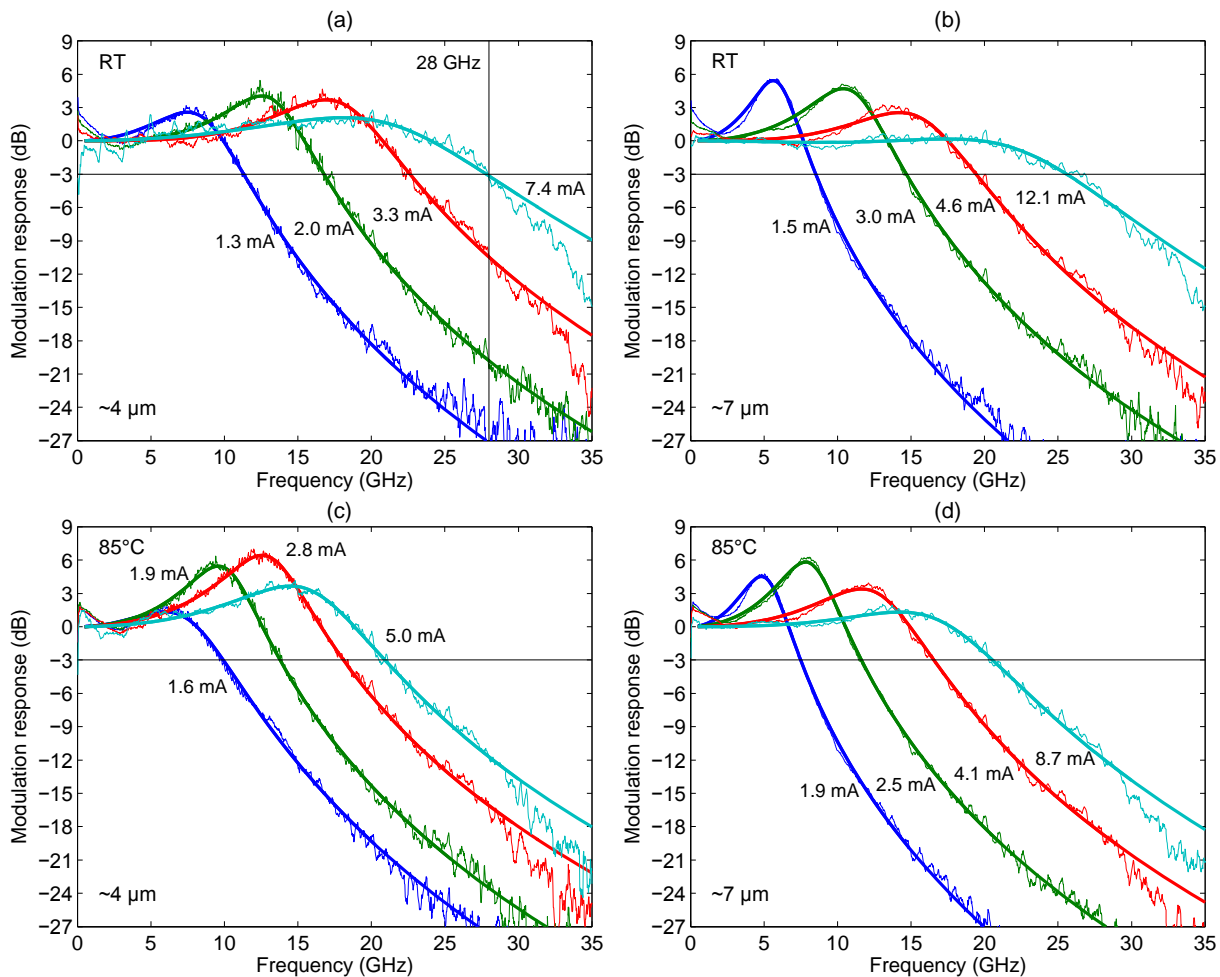 (a)
9
6
3
0
−3
−6
−9
−12
−15
−18
−21
−24
−27
Modulation response (dB)
RT
28 GHz
7.4 mA
3.3 mA
2.0 mA
1.3 mA
~4 µm
0 5 10 15 20 25 30 35
Frequency (GHz)
(b)
9
6
3
0
−3
−6
−9
−12
−15
−18
−21
−24
−27
Modulation response (dB)
RT
12.1 mA
4.6 mA
3.0 mA
1.5 mA
~7 µm
0 5 10 15 20 25 30 35
Frequency (GHz)
(c)
9
6
3
0
−3
−6
−9
−12
−15
−18
−21
−24
−27
Modulation response (dB)
85°C
2.8 mA
1.9 mA
5.0 mA
1.6 mA
~4 µm
0 5 10 15 20 25 30 35
Frequency (GHz)
(d)
9
6
3
0
−3
−6
−9
−12
−15
−18
−21
−24
−27
Modulation response (dB)
85°C
8.7 mA
4.1 mA
2.5 mA
1.9 mA
~7 µm
0 5 10 15 20 25 30 35
Frequency (GHz)